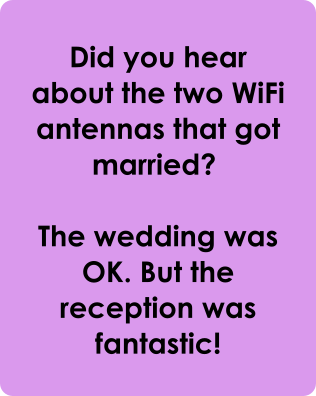 Did you hear
about the two WiFi
antennas that got
married?
The wedding was
OK. But the
reception was
fantastic!